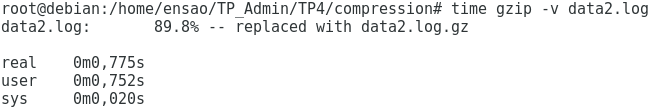 root@debian:/home/ensao/TP_Admin/TP4/compression# time gzip -v data2.log
data2.log:       89.8% -- replaced with data2.log.gz

real    0m0,775s
user    0m0,752s
sys     0m0,020s